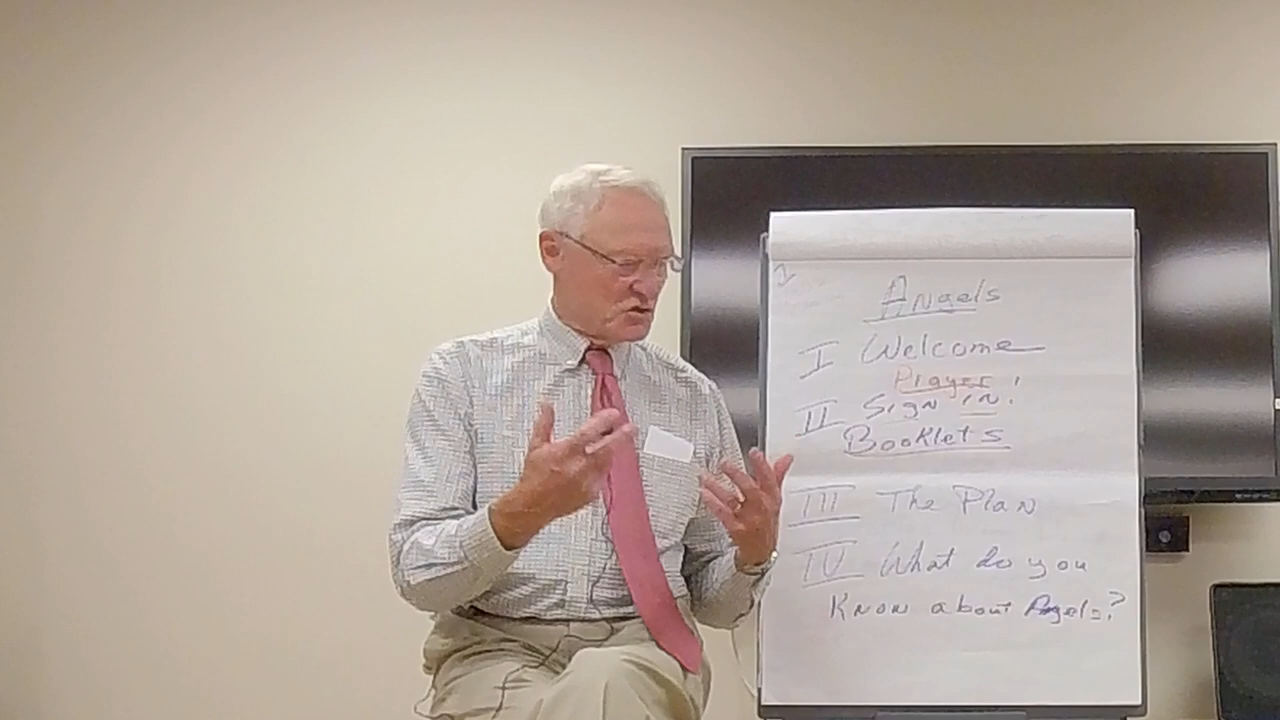 Angels
I Welcome
Prayer!
II Sign in!
Booklets
III The Plan
IV What do you
Know about Angels?